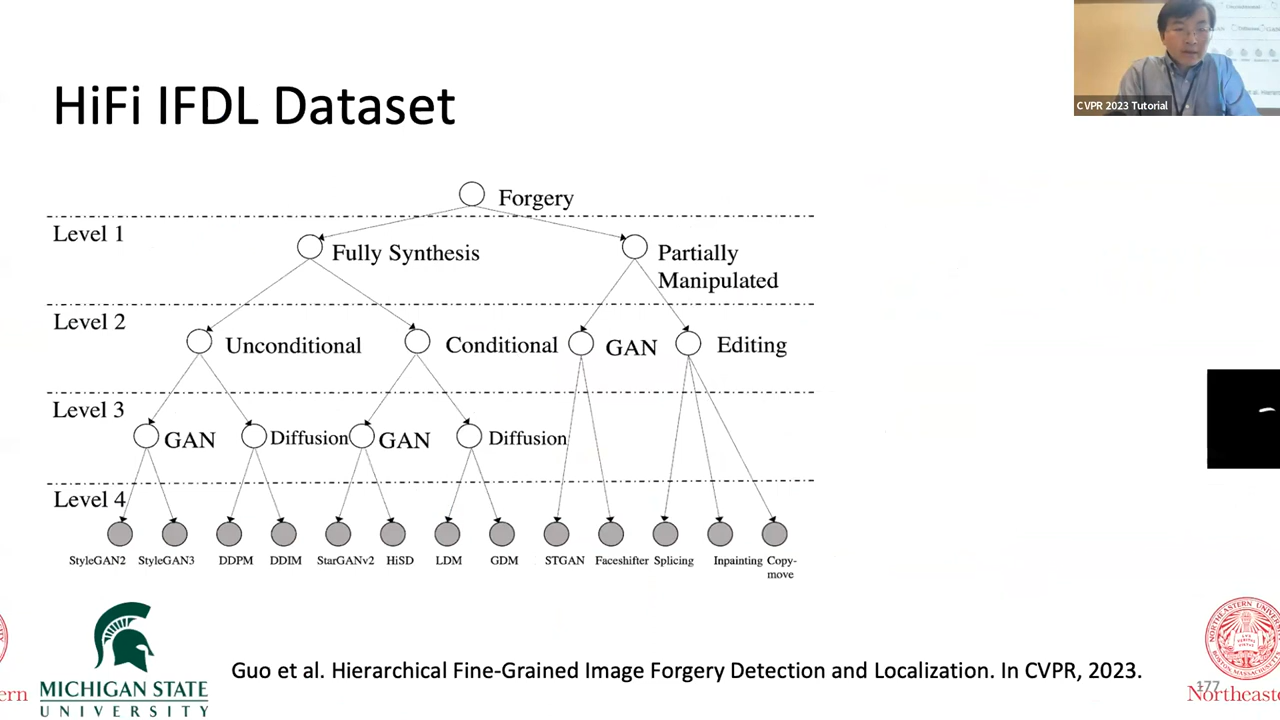 CVPR 2023 Tutorial
HiFi IFDL Dataset
Forgery
Level 1
Fully Synthesis
Partially
Manipulated
Level 2
Unconditional
Conditional
GAN
Editing
Level 3
GAN
Diffusion
GAN
Diffusion
Level 4
StyleGAN2
StyleGAN3
DDPM
DDIM
StarGANv2
HiSD
LDM
GDM
STGAN
Faceshifter
Splicing
Inpainting
Copy-
move
Guo et al. Hierarchical Fine-Grained Image Forgery Detection and Localization. In CVPR, 2023.
ern
MICHIGAN STATE
UNIVERSITY
177
Northeaste